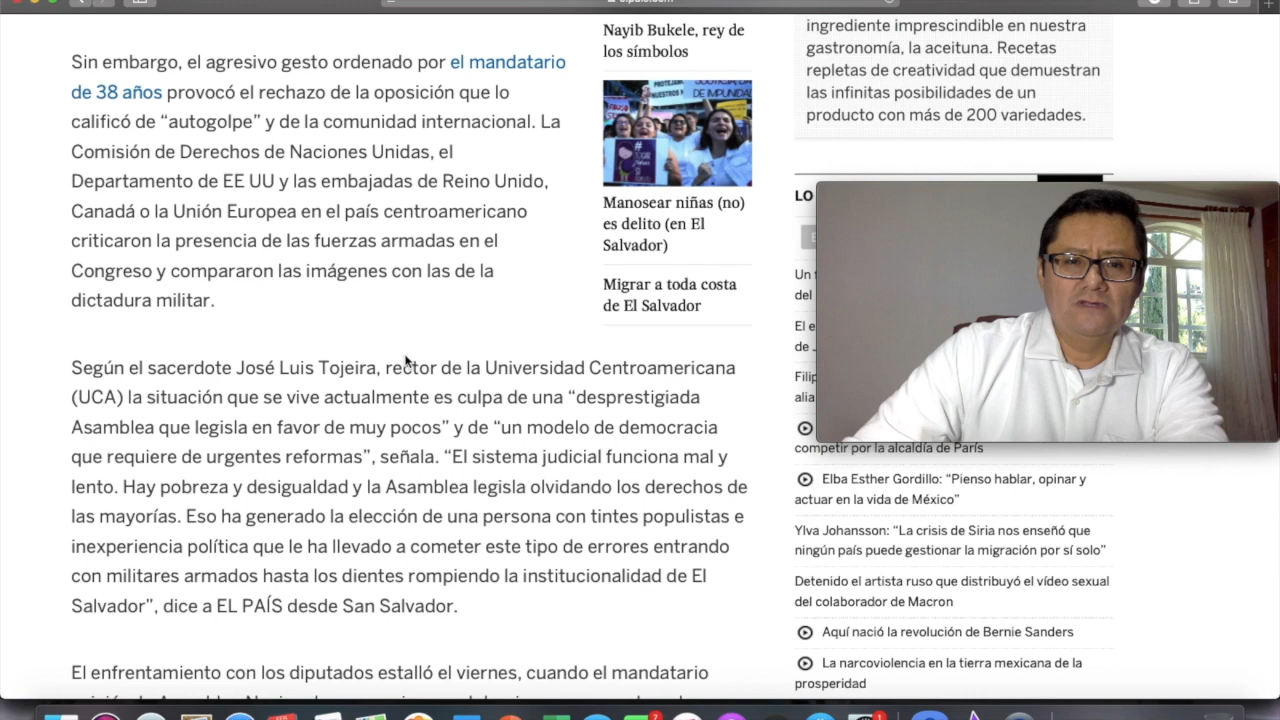 Sin embargo, el agresivo gesto ordenado por el mandatario
de 38 años provocó el rechazo de la oposición que lo
calificó de “autogolpe” y de la comunidad internacional. La
Comisión de Derechos de Naciones Unidas, el
Departamento de EE UU y las embajadas de Reino Unido,
Canadá o la Unión Europea en el país centroamericano
criticaron la presencia de las fuerzas armadas en el
Congreso y compararon las imágenes con las de la
dictadura militar.
Según el sacerdote José Luis Tojeira, rector de la Universidad Centroamericana
(UCA) la situación que se vive actualmente es culpa de una “desprestigiada
Asamblea que legisla en favor de muy pocos” y de “un modelo de democracia
que requiere de urgentes reformas”, señala. “El sistema judicial funciona mal y
lento. Hay pobreza y desigualdad y la Asamblea legisla olvidando los derechos de
las mayorías. Eso ha generado la elección de una persona con tintes populistas e
inexperiencia política que le ha llevado a cometer este tipo de errores entrando
con militares armados hasta los dientes rompiendo la institucionalidad de El
Salvador”, dice a EL PAÍS desde San Salvador.
El enfrentamiento con los diputados estalló el viernes, cuando el mandatario
Nayib Bukele, rey de
los símbolos
DE IMPUNIDAD
Manosear niñas (no)
es delito (en El
Salvador)
Migrar a toda costa
de El Salvador
ingrediente imprescindible en nuestra
gastronomía, la aceituna. Recetas
repletas de creatividad que demuestran
las infinitas posibilidades de un
producto con más de 200 variedades.
LO
Un
del
El e
de
Filip
alia
competir por la alcaldía de París
Elba Esther Gordillo: “Pienso hablar, opinar y
actuar en la vida de México”
Ylva Johansson: “La crisis de Siria nos enseñó que
ningún país puede gestionar la migración por sí solo”
Detenido el artista ruso que distribuyó el vídeo sexual
del colaborador de Macron
Aquí nació la revolución de Bernie Sanders
La narcoviolencia en la tierra mexicana de la
prosperidad